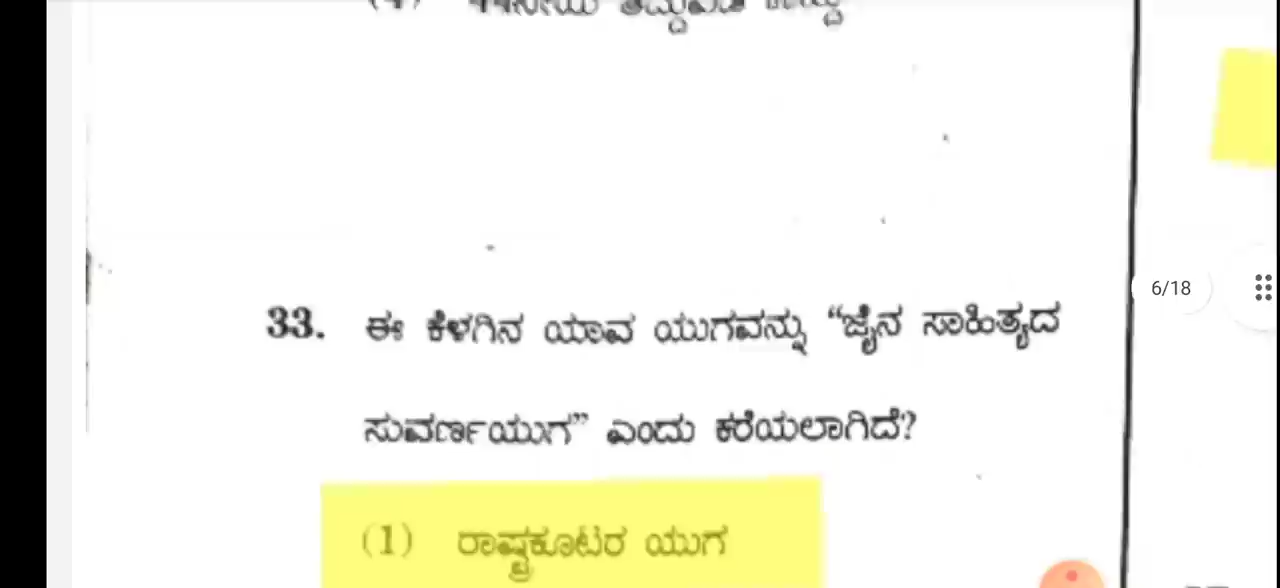 33. ಈ ಕೆಳಗಿನ ಯಾವ ಯುಗವನ್ನು “ಜೈನ ಸಾಹಿತ್ಯದ
6/18
ಸುವರ್ಣಯುಗ” ಎಂದು ಕರೆಯಲಾಗಿದೆ?
(1) ರಾಷ್ಟ್ರಕೂಟರ ಯುಗ